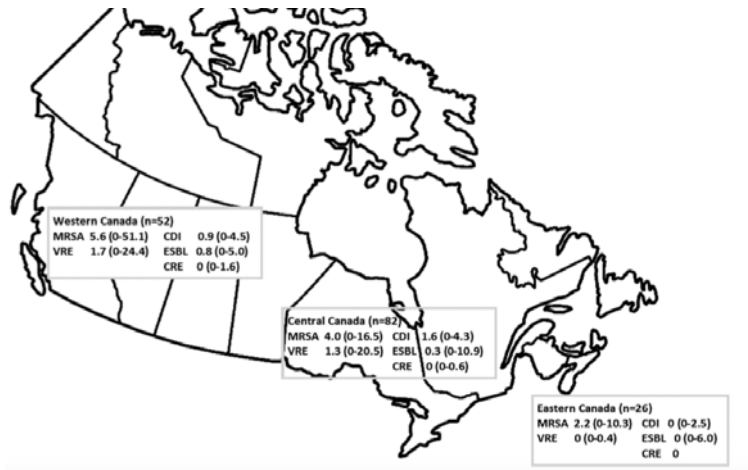 Western Canada (n=52)
MRSA 5.6 (0-51.1) CDI 0.9 (0-4.5)
VRE 1.7 (0-24.4) ESBL 0.8 (0-5.0)
CRE 0 (0-1.6)
Central Canada (n=82)
MRSA 4.0 (0-16.5) CDI 1.6 (0-4.3)
VRE 1.3 (0-20.5) ESBL 0.3 (0-10.9)
CRE 0 (0-0.6)
Eastern Canada (n=26)
MRSA 2.2 (0-10.3) CDI 0 (0-2.5)
VRE 0 (0-0.4) ESBL 0 (0-6.0)
CRE 0